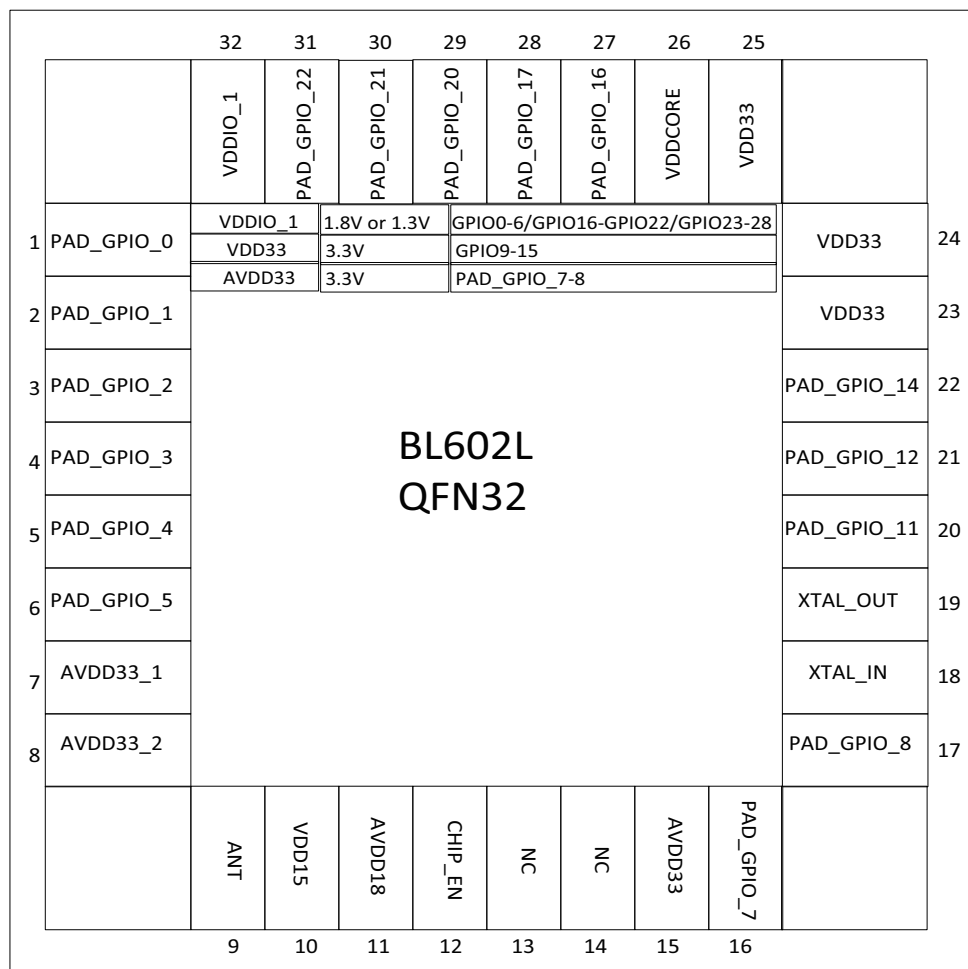 32 31 30 29 28 27 26 25
VDDIO_1
PAD_GPIO_22
PAD_GPIO_21
PAD_GPIO_20
PAD_GPIO_17
PAD_GPIO_16
VDDCORE
VDD33
VDDIO_1 1.8V or 1.3V GPIO0-6/GPIO16-GPIO22/GPIO23-28
VDD33 3.3V GPIO9-15
AVDD33 3.3V PAD_GPIO_7-8
1 PAD_GPIO_0
2 PAD_GPIO_1
3 PAD_GPIO_2
4 PAD_GPIO_3
5 PAD_GPIO_4
6 PAD_GPIO_5
7 AVDD33_1
8 AVDD33_2
BL602L
QFN32
VDD33 24
VDD33 23
PAD_GPIO_14 22
PAD_GPIO_12 21
PAD_GPIO_11 20
XTAL_OUT 19
XTAL_IN 18
PAD_GPIO_8 17
ANT
VDD15
AVDD18
CHIP_EN
NC
NC
AVDD33
PAD_GPIO_7
9 10 11 12 13 14 15 16